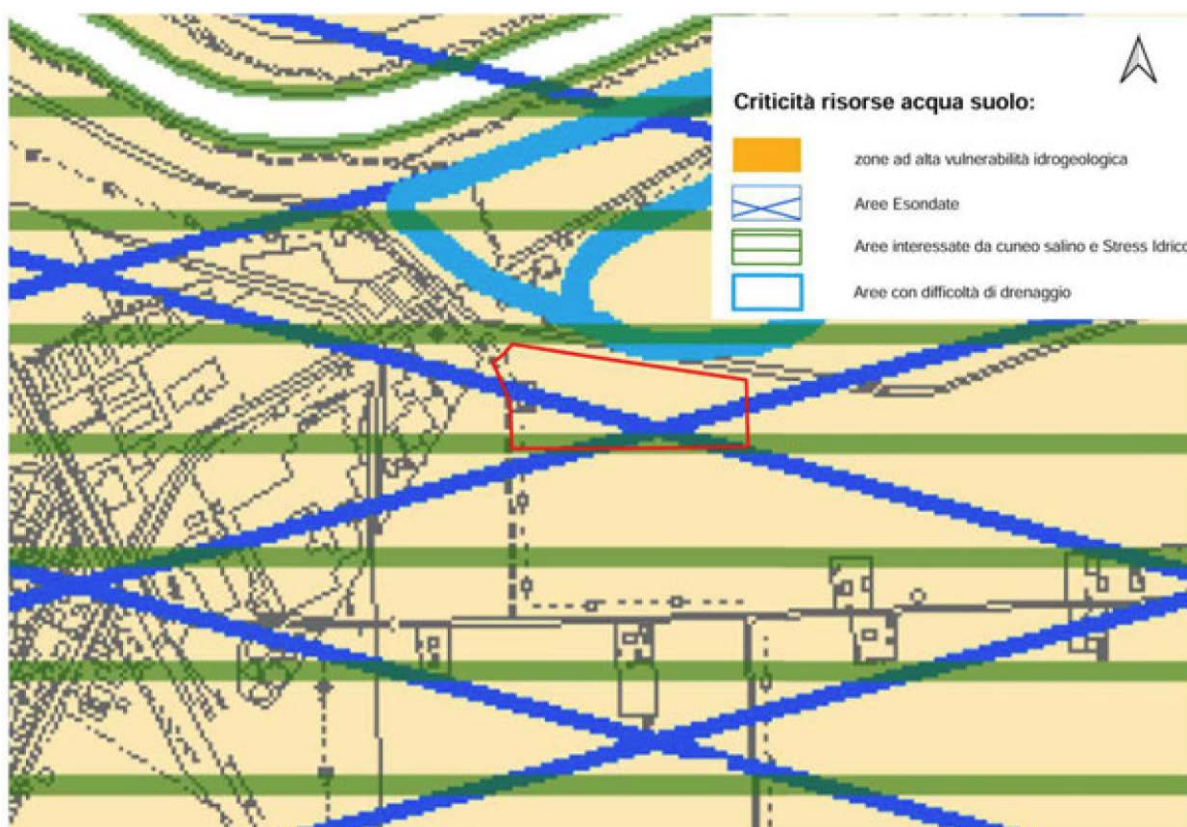 Criticità risorse acqua suolo:
zone ad alta vulnerabilità idrogeologica
Aree Esondate
Aree interessate da cuneo salino e Stress Idrico
Aree con difficoltà di drenaggio